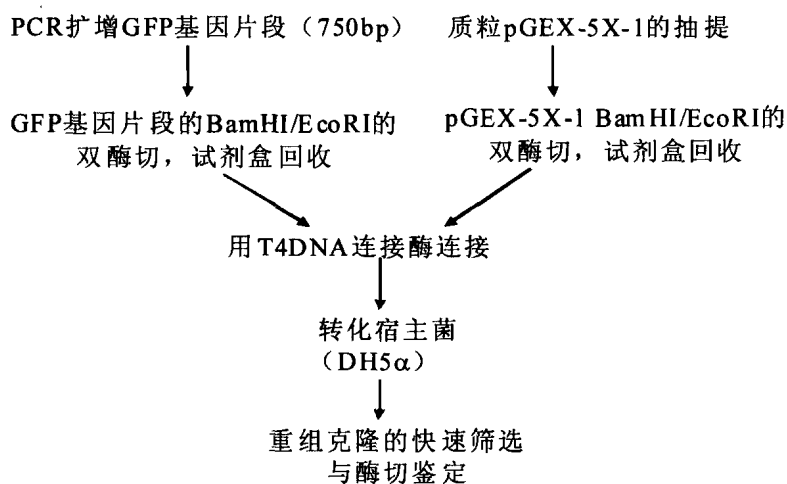 PCR扩增GFP基因片段（750bp）
质粒pGEX-5X-1的抽提
GFP基因片段的BamHI/EcoRI的
双酶切，试剂盒回收
pGEX-5X-1 BamHI/EcoRI的
双酶切，试剂盒回收
用T4DNA连接酶连接
转化宿主菌
（DH5α）
重组克隆的快速筛选
与酶切鉴定